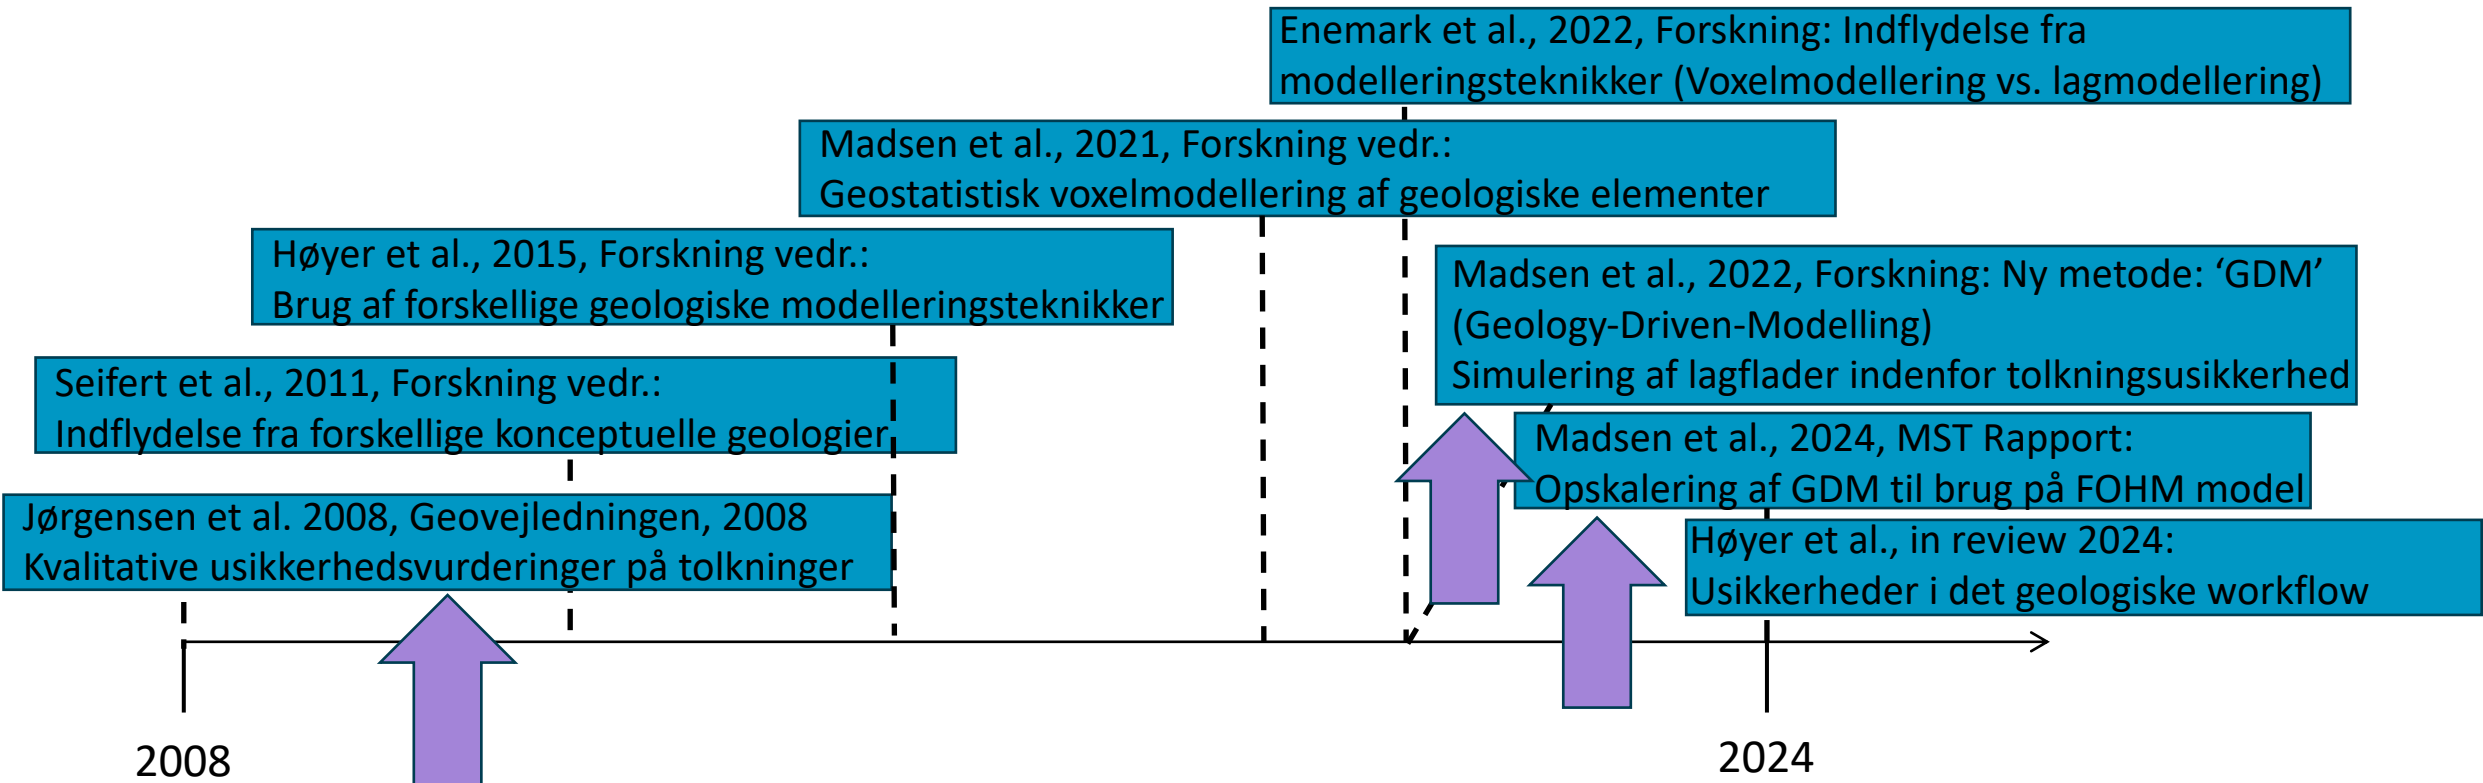 Enemark et al., 2022, Forskning: Indflydelse fra
modelleringsteknikker (Voxelmodellering vs. lagmodellering)
Madsen et al., 2021, Forskning vedr.:
Geostatistisk voxelmodellering af geologiske elementer
Høyer et al., 2015, Forskning vedr.:
Brug af forskellige geologiske modelleringsteknikker
Madsen et al., 2022, Forskning: Ny metode: ‘GDM’
(Geology-Driven-Modelling)
Simulering af lagflader indenfor tolkningsusikkerhed
Seifert et al., 2011, Forskning vedr.:
Indflydelse fra forskellige konceptuelle geologier
Madsen et al., 2024, MST Rapport:
Opskalering af GDM til brug på FOHM model
Jørgensen et al. 2008, Geovejledningen, 2008
Kvalitative usikkerhedsvurderinger på tolkninger
Høyer et al., in review 2024:
Usikkerheder i det geologiske workflow
2008
2024